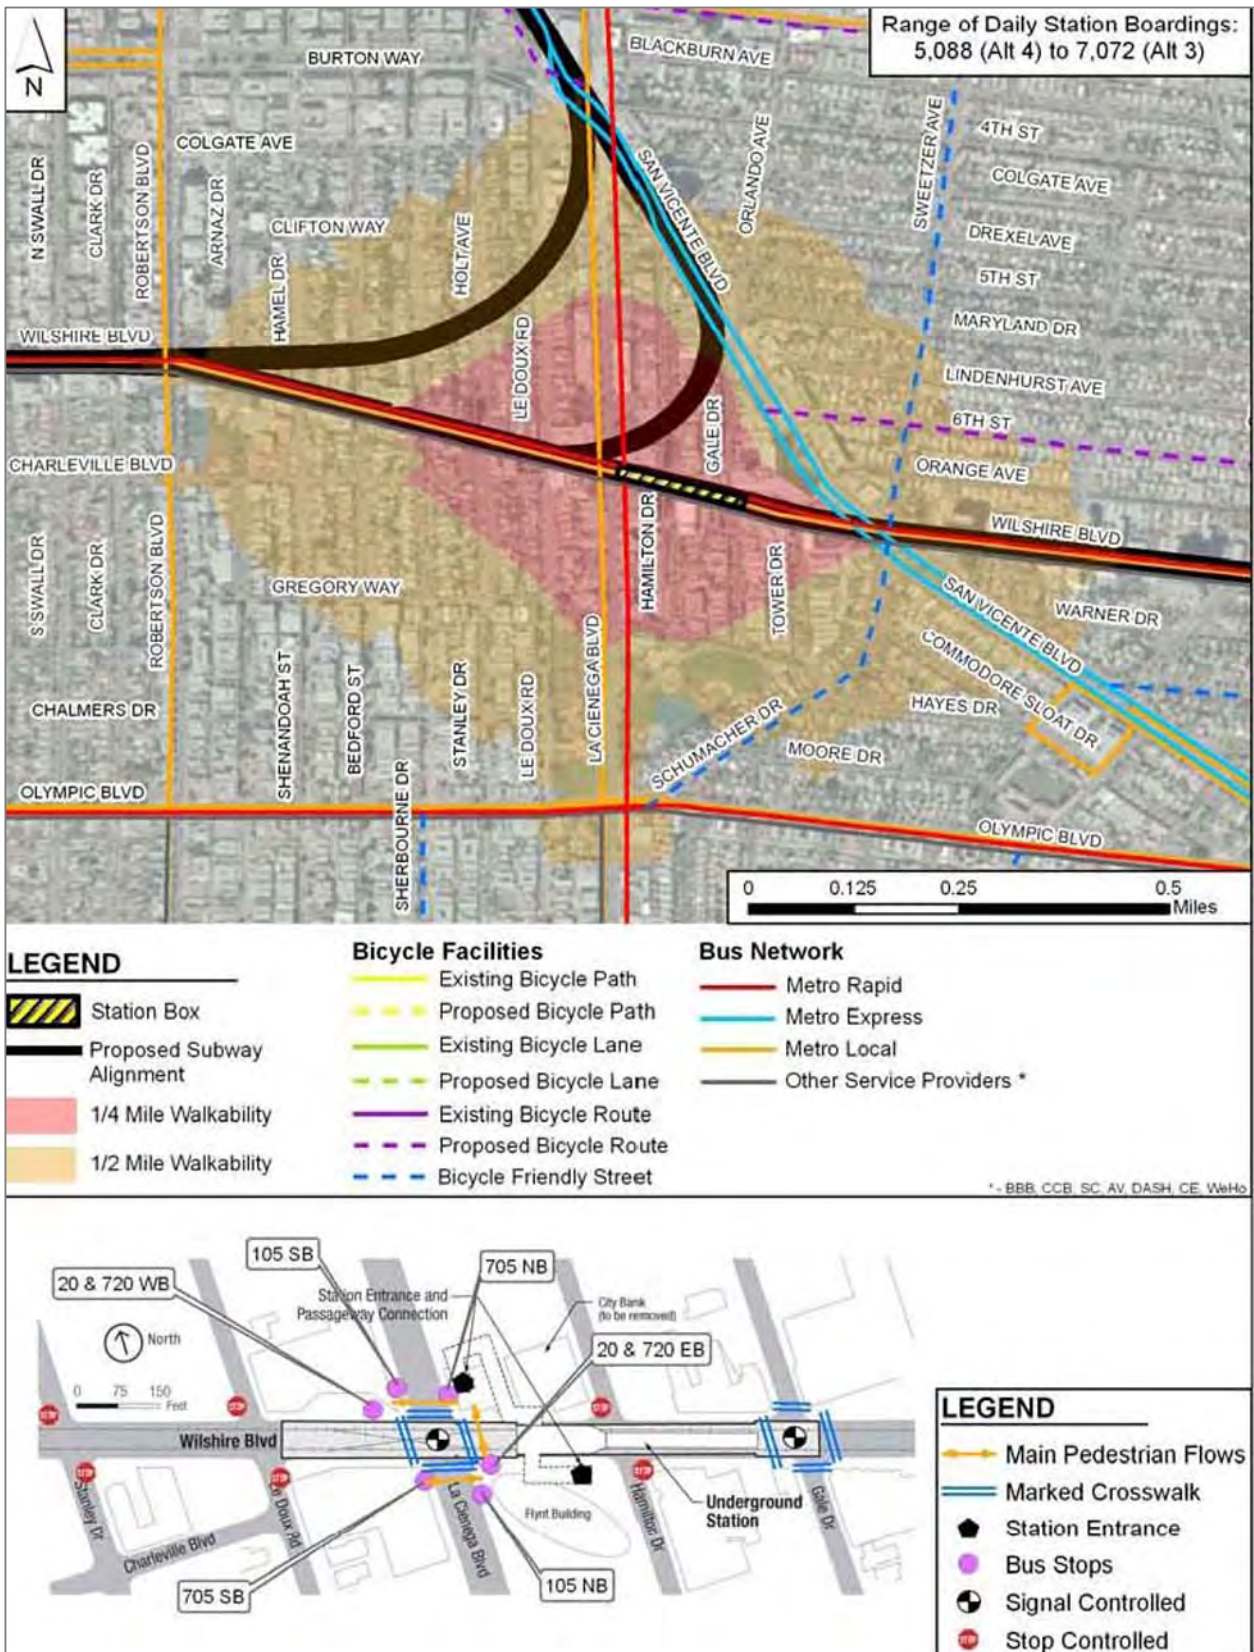 Range of Daily Station Boardings:
5,088 (Alt 4) to 7,072 (Alt 3)
N
BURTON WAY
BLACKBURN AVE
COLGATE AVE
N SWALL DR
CLARK DR
ROBERTSON BLVD
ARNAZ DR
CLIFTON WAY
HAMEL DR
HOLT AVE
SAN VICENTE BLVD
ORLANDO AVE
SWEETZER AVE
4TH ST
COLGATE AVE
DREXEL AVE
5TH ST
MARYLAND DR
LINDENHURST AVE
6TH ST
ORANGE AVE
WILSHIRE BLVD
WILSHIRE BLVD
LE DOUX RD
GALE DR
CHARLEVILLE BLVD
HAMILTON DR
TOWER DR
S SWALL DR
CLARK DR
ROBERTSON BLVD
GREGORY WAY
LA CIENEGA BLVD
SAN VICENTE BLVD
WARNER DR
COMMODORE SLOAT DR
HAYES DR
CHALMERS DR
SHENANDOAH ST
BEDFORD ST
STANLEY DR
LE DOUX RD
SCHUMACHER DR
MOORE DR
OLYMPIC BLVD
SHERBOURNE DR
OLYMPIC BLVD
0 0.125 0.25 0.5
Miles
LEGEND
Station Box
Proposed Subway
Alignment
1/4 Mile Walkability
1/2 Mile Walkability
Bicycle Facilities
Existing Bicycle Path
Proposed Bicycle Path
Existing Bicycle Lane
Proposed Bicycle Lane
Existing Bicycle Route
Proposed Bicycle Route
Bicycle Friendly Street
Bus Network
Metro Rapid
Metro Express
Metro Local
Other Service Providers *
* - BBB, CCB, SC, AV, DASH, CE, WeHo
105 SB
705 NB
20 & 720 WB
Station Entrance and
Passageway Connection
City Bank
(to be removed)
20 & 720 EB
North
0 75 150
Feet
STOP
STOP
STOP
Wilshire Blvd
STOP
STOP
STOP
Stanley Dr
Le Doux Rd
Charleville Blvd
La Cienega Blvd
Flynt Building
Hamilton Dr
Underground
Station
Gale Dr.
705 SB
105 NB
LEGEND
Main Pedestrian Flows
Marked Crosswalk
Station Entrance
Bus Stops
Signal Controlled
STOP
Stop Controlled